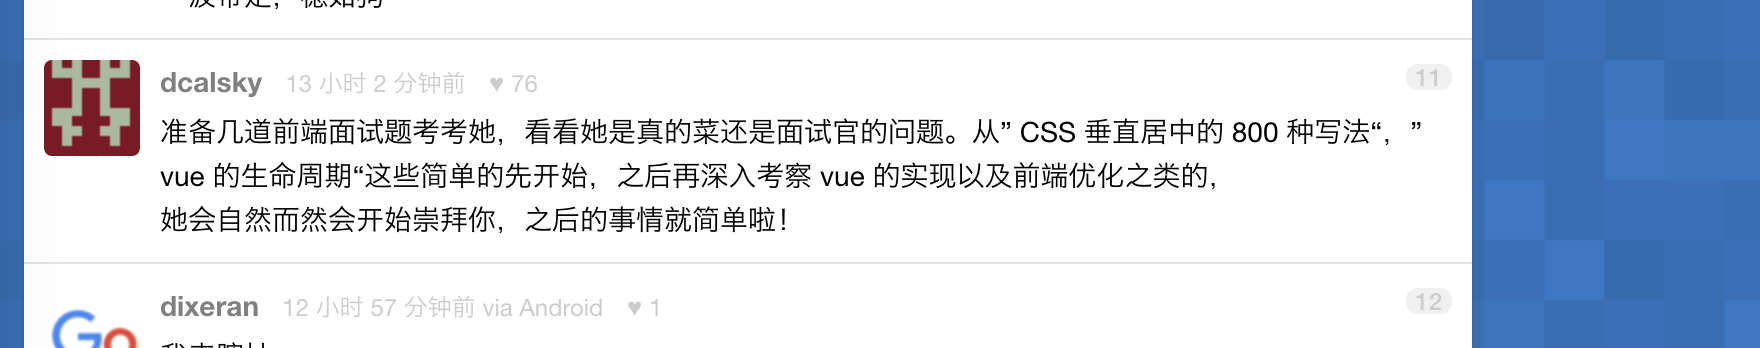 dcalsky 13 小时 2 分钟前 ♥ 76 11
准备几道前端面试题考考她，看看她是真的菜还是面试官的问题。从” CSS 垂直居中的 800 种写法“，”
vue 的生命周期“这些简单的先开始，之后再深入考察 vue 的实现以及前端优化之类的，
她会自然而然会开始崇拜你，之后的事情就简单啦！
dixeran 12 小时 57 分钟前 via Android ♥ 1 12
Go